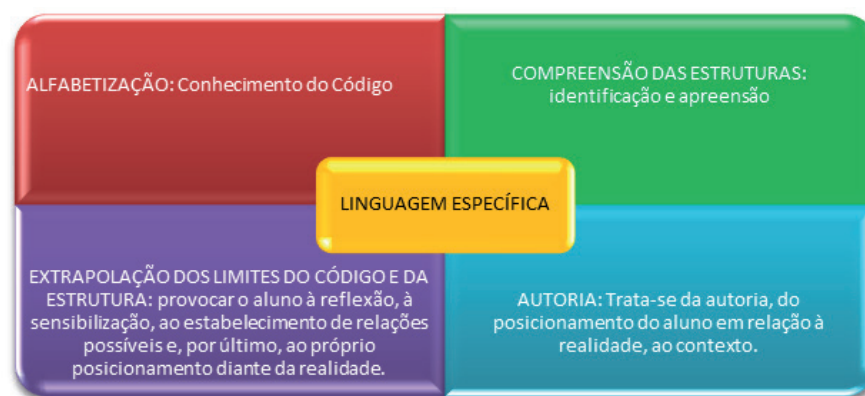 ALFABETIZAÇÃO: Conhecimento do Código
COMPREENSÃO DAS ESTRUTURAS:
identificação e apreensão
LINGUAGEM ESPECÍFICA
EXTRAPOLAÇÃO DOS LIMITES DO CÓDIGO E DA
ESTRUTURA: provocar o aluno à reflexão, à
sensibilização, ao estabelecimento de relações
possíveis e, por último, ao próprio
posicionamento diante da realidade.
AUTORIA: Trata-se da autoria, do
posicionamento do aluno em relação à
realidade, ao contexto.